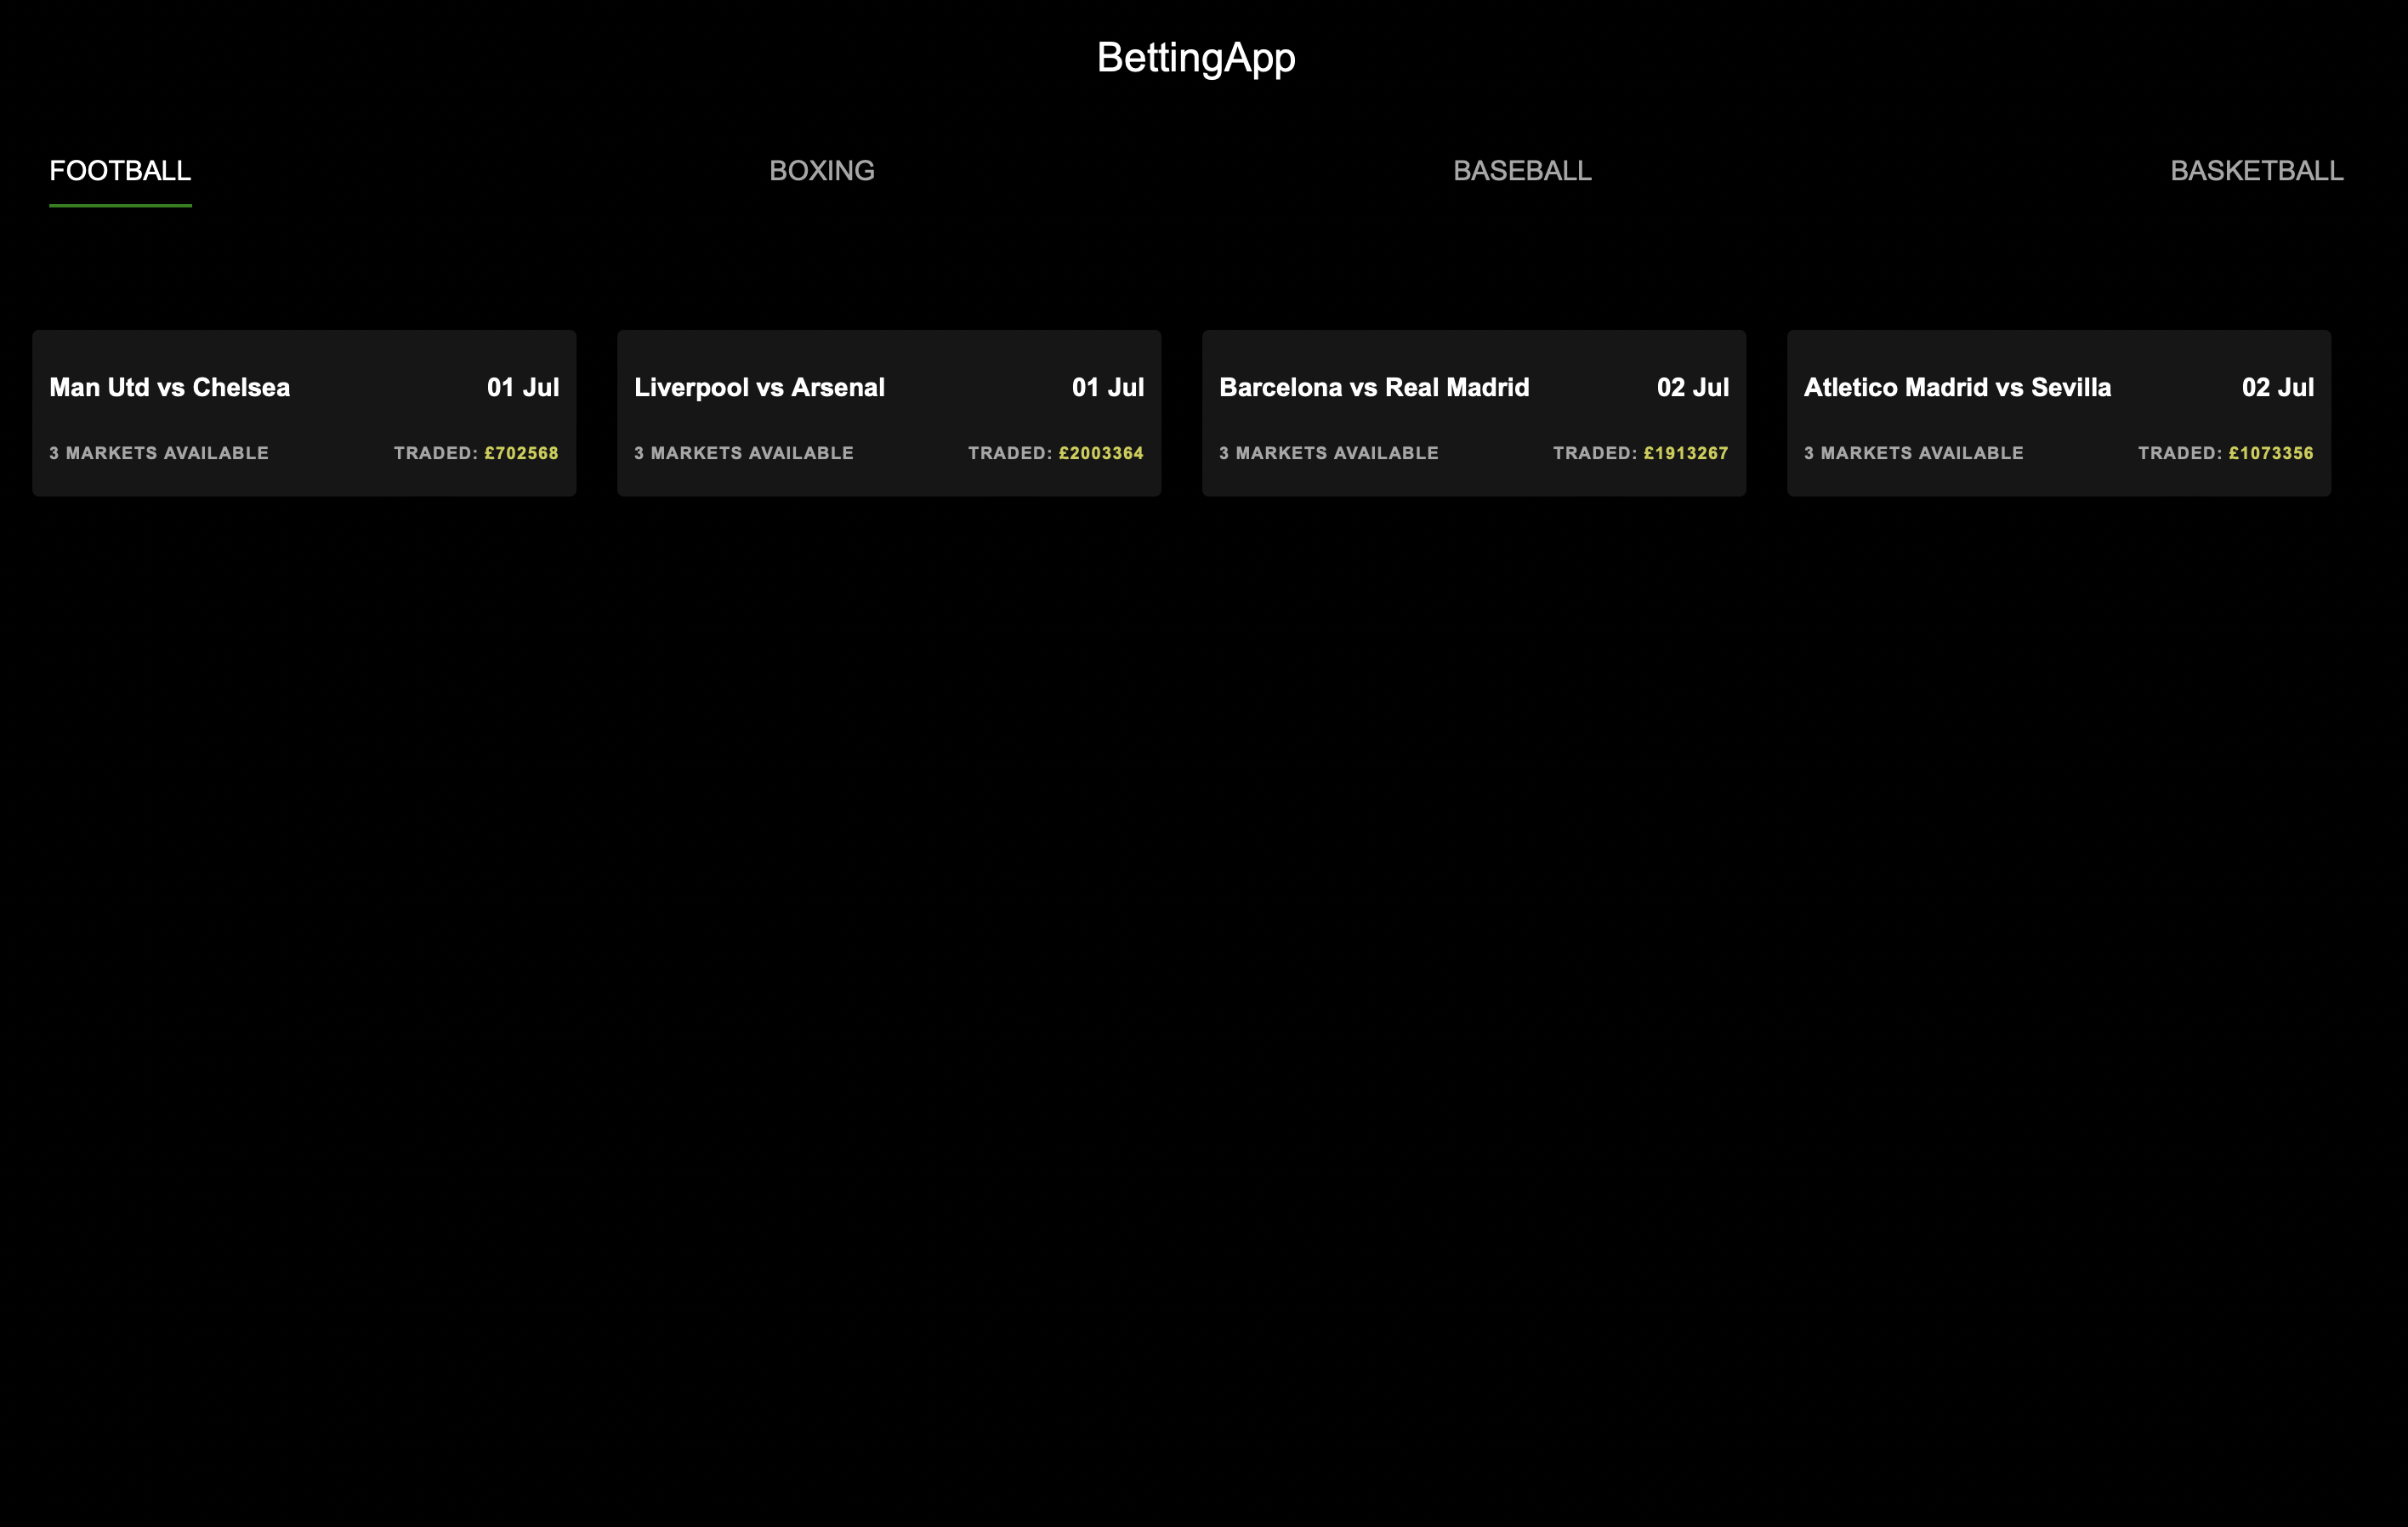 BettingApp
FOOTBALL BOXING BASEBALL BASKETBALL
Man Utd vs Chelsea 01 Jul
3 MARKETS AVAILABLE TRADED: £702568
Liverpool vs Arsenal 01 Jul
3 MARKETS AVAILABLE TRADED: £2003364
Barcelona vs Real Madrid 02 Jul
3 MARKETS AVAILABLE TRADED: £1913267
Atletico Madrid vs Sevilla 02 Jul
3 MARKETS AVAILABLE TRADED: £1073356